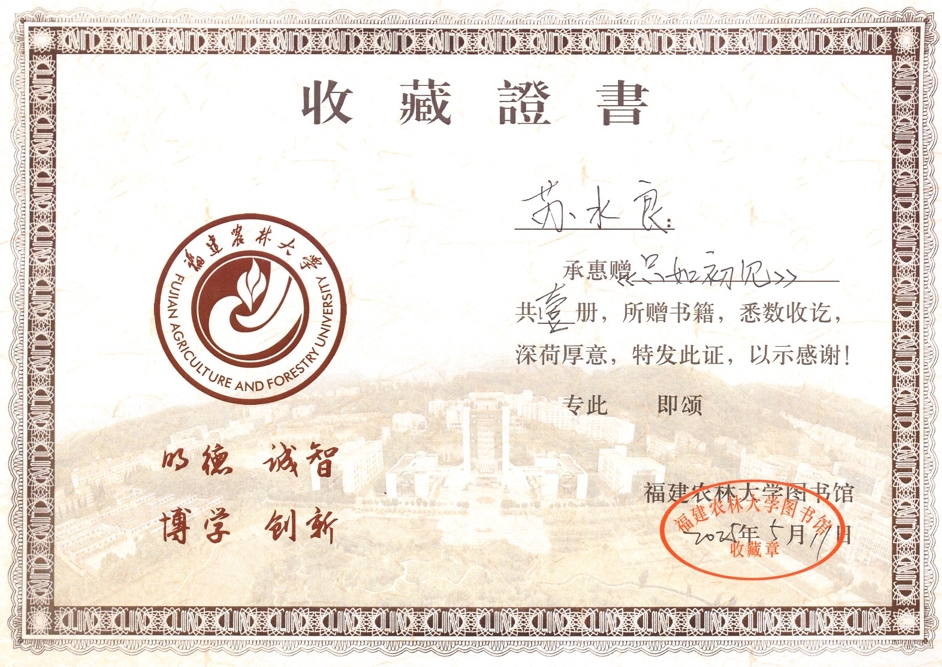 收藏證書
苏水良：
承惠赠《只如初见》
共壹册，所赠书籍，悉数收讫，
深荷厚意，特发此证，以示感谢！
专此 即颂
福建农林大学
FUJIAN AGRICULTURE AND FORESTRY UNIVERSITY
明德 诚智
博学 创新
福建农林大学图书馆
2025年5月19日
福建农林大学图书馆
收藏章